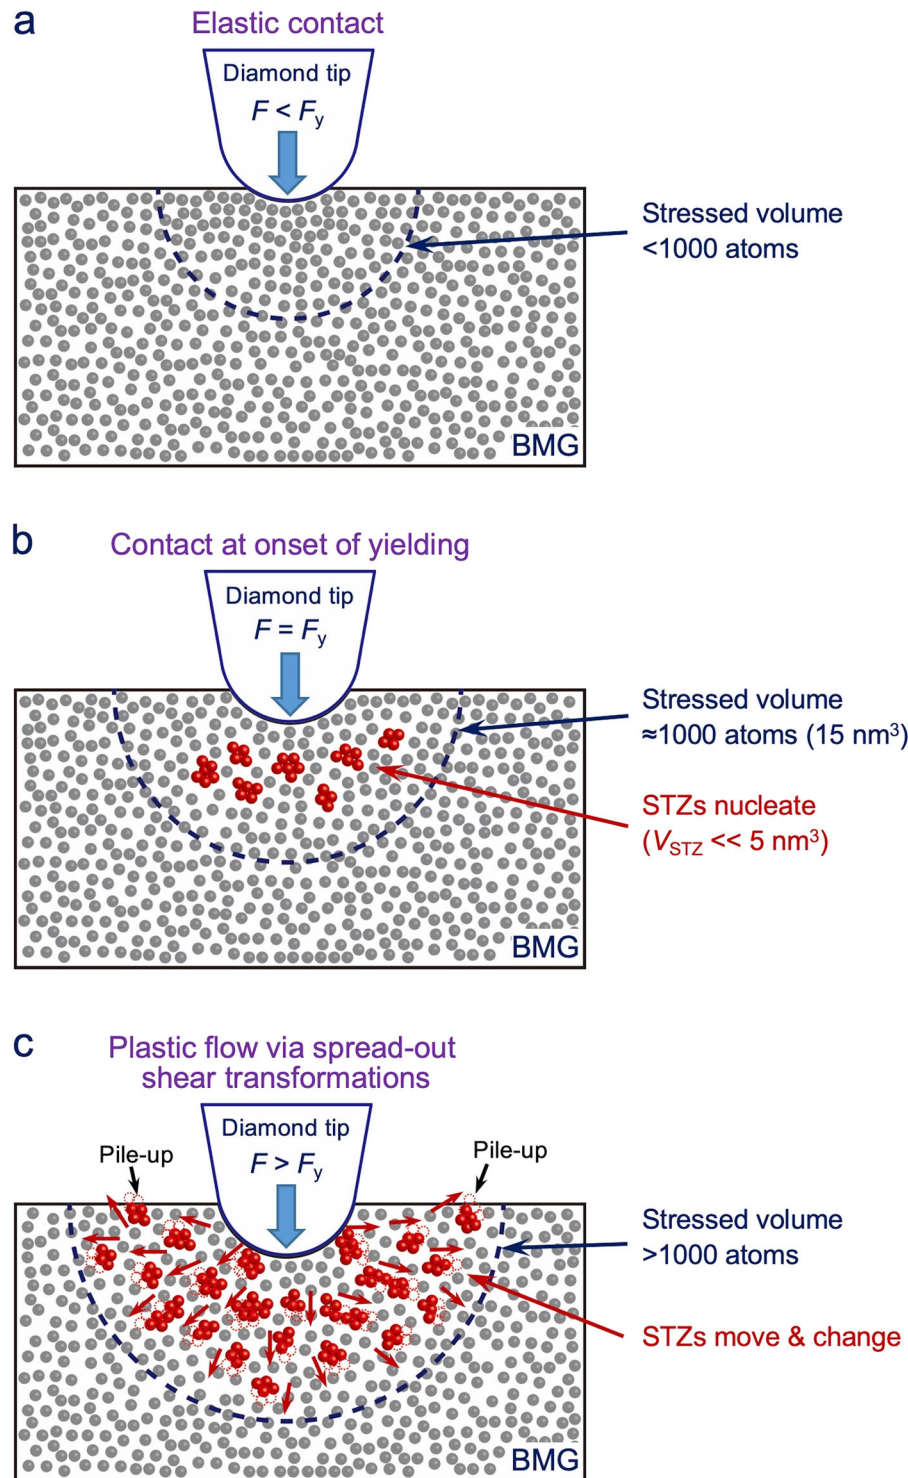 a
Elastic contact
Diamond tip
F < Fy
Stressed volume
<1000 atoms
BMG
b
Contact at onset of yielding
Diamond tip
F = Fy
Stressed volume
≈1000 atoms (15 nm³)
STZs nucleate
(VSTZ << 5 nm³)
BMG
c
Plastic flow via spread-out
shear transformations
Diamond tip
F > Fy
Pile-up
Pile-up
Stressed volume
>1000 atoms
STZs move & change
BMG